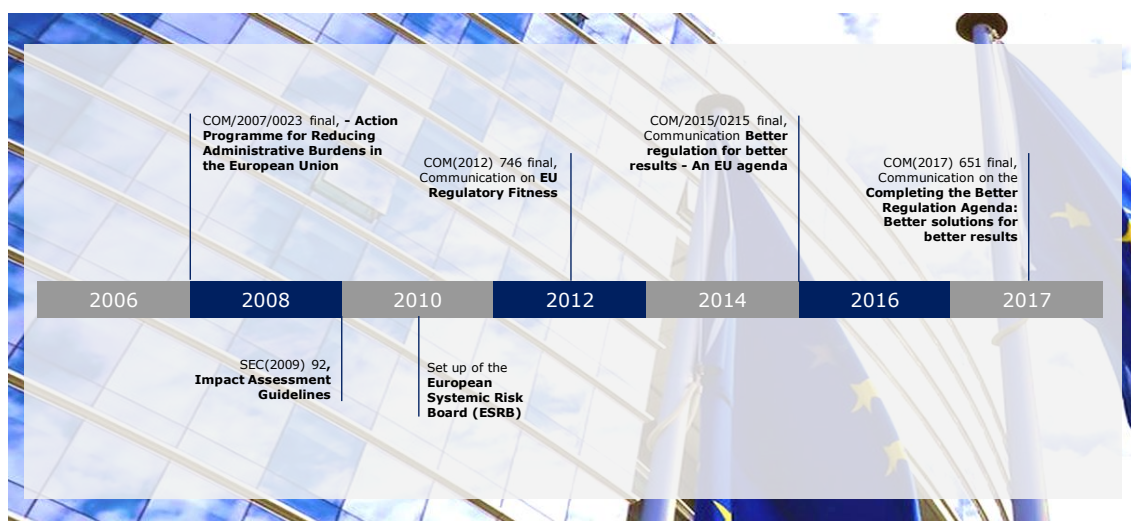 COM/2007/0023 final, - Action
Programme for Reducing
Administrative Burdens in
the European Union
COM(2012) 746 final,
Communication on EU
Regulatory Fitness
COM/2015/0215 final,
Communication Better
regulation for better
results - An EU agenda
COM(2017) 651 final,
Communication on the
Completing the Better
Regulation Agenda:
Better solutions for
better results
2006
2008
2010
2012
2014
2016
2017
SEC(2009) 92,
Impact Assessment
Guidelines
Set up of the
European
Systemic Risk
Board (ESRB)